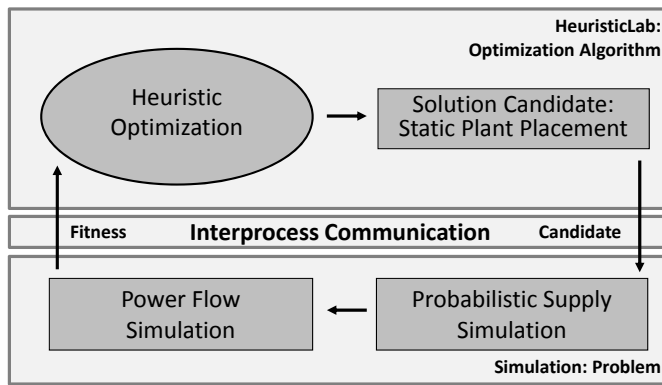 HeuristicLab:
Optimization Algorithm
Heuristic
Optimization
Solution Candidate:
Static Plant Placement
Fitness
Interprocess Communication
Candidate
Power Flow
Simulation
Probabilistic Supply
Simulation
Simulation: Problem